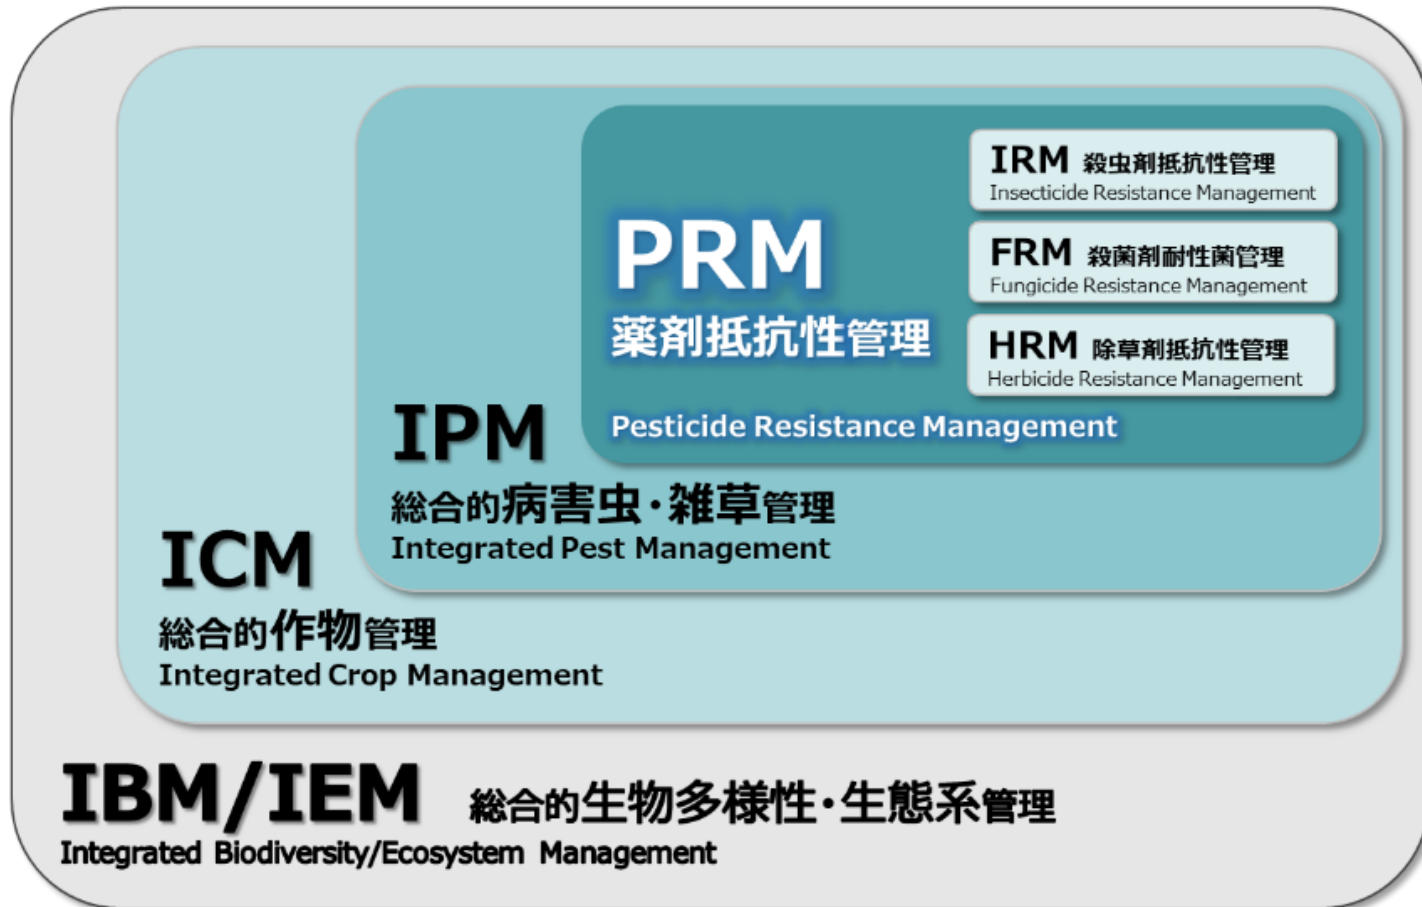 IRM 殺虫剤抵抗性管理
Insecticide Resistance Management
FRM 殺菌剤耐性菌管理
Fungicide Resistance Management
HRM 除草剤抵抗性管理
Herbicide Resistance Management
PRM
薬剤抵抗性管理
Pesticide Resistance Management
IPM
総合的病害虫・雑草管理
Integrated Pest Management
ICM
総合的作物管理
Integrated Crop Management
IBM/IEM 総合的生物多様性・生態系管理
Integrated Biodiversity/Ecosystem Management